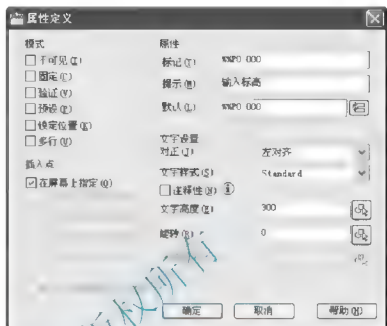 属性定义
模式
不可见(I)
固定(C)
验证(V)
预设(P)
锁定位置(K)
多行(U)
插入点
在屏幕上指定(O)
属性
标记(T)
%%P0 000
提示(M)
输入标高
默认(L)
%%P0 000
文字设置
对正(J)
左对齐
文字样式(S)
Standard
注释性(N)
文字高度(E)
300
旋转(R)
0
确定
取消
帮助(H)
版权所有